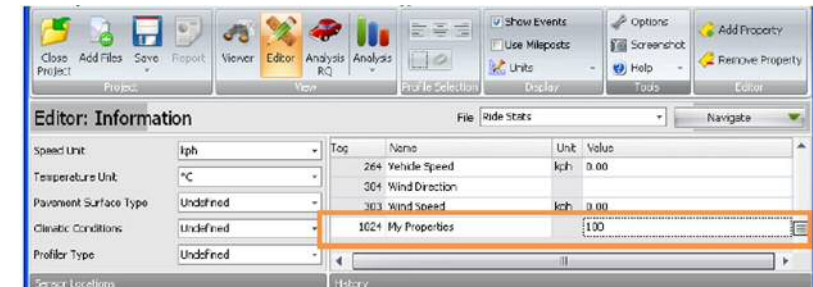 Close Project
Add Files
Save
Report
Viewer
Editor
Analysis RQ
Analysis
Show Events
Use Mileposts
Units
Options
Screenshot
Help
Add Property
Remove Property
Project
View
Profile Selection
Display
Tools
Editor
Editor: Information
File Ride Stats
Navigate
Speed Unit kph
Temperature Unit °C
Pavement Surface Type Undefined
Climatic Conditions Undefined
Profiler Type Undefined
Tag Name Unit Value
264 Vehicle Speed kph 0.00
304 Wind Direction
303 Wind Speed kph 0.00
1024 My Properties 100
Sensor Locations
History